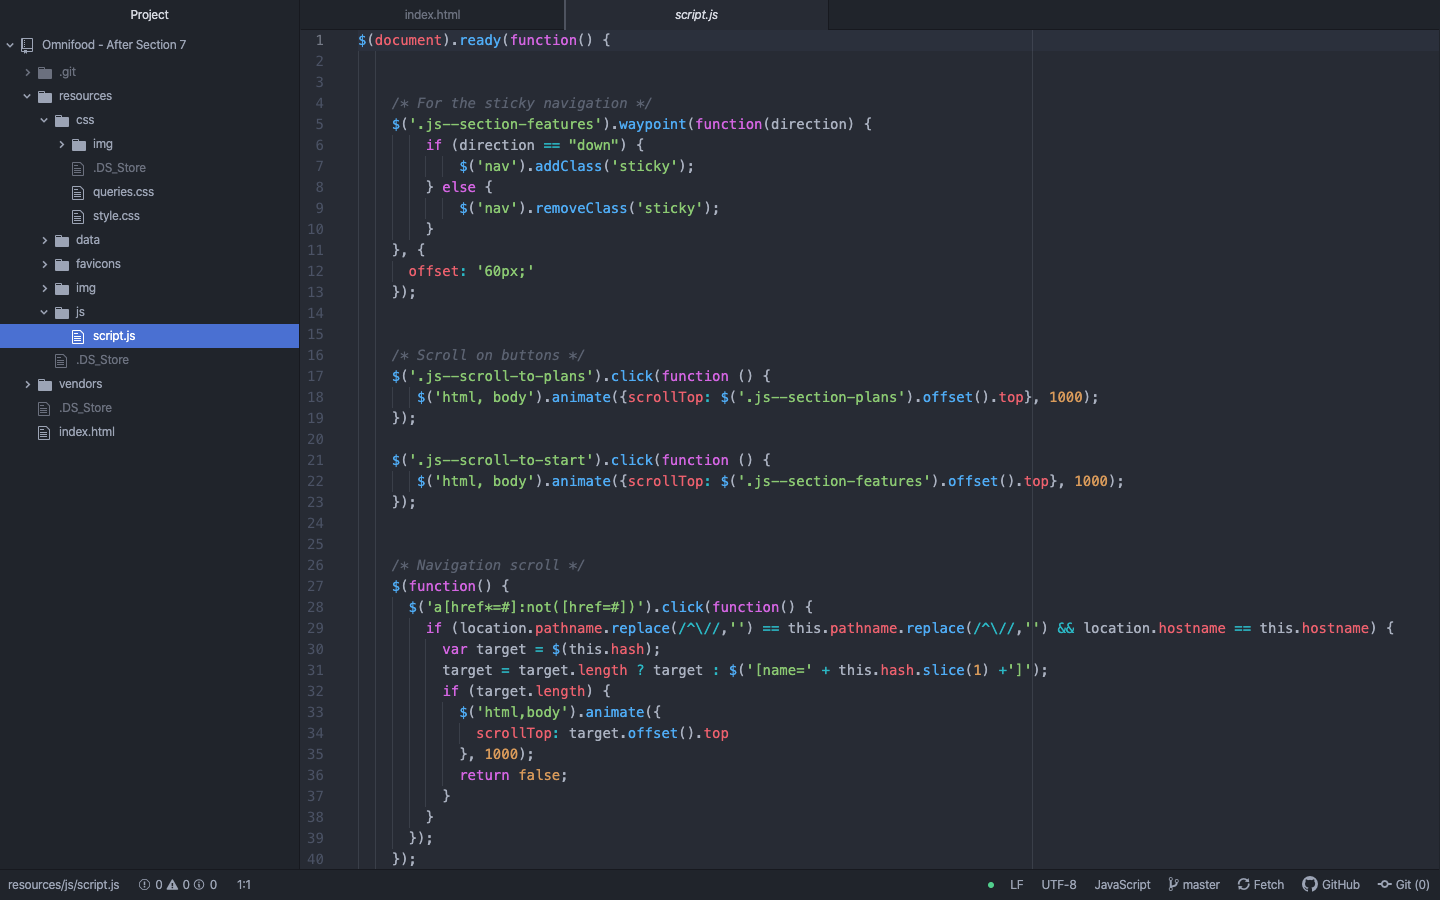 Project
index.html
script.js
Omnifood - After Section 7
.git
resources
css
img
.DS_Store
queries.css
style.css
data
favicons
img
js
script.js
.DS_Store
vendors
.DS_Store
index.html
1 $(document).ready(function() {
2
3
4 /* For the sticky navigation */
5 $('.js--section-features').waypoint(function(direction) {
6 if (direction == "down") {
7 $('nav').addClass('sticky');
8 } else {
9 $('nav').removeClass('sticky');
10 }
11 }, {
12 offset: '60px;'
13 });
14
15
16 /* Scroll on buttons */
17 $('.js--scroll-to-plans').click(function () {
18 $('html, body').animate({scrollTop: $('.js--section-plans').offset().top}, 1000);
19 });
20
21 $('.js--scroll-to-start').click(function () {
22 $('html, body').animate({scrollTop: $('.js--section-features').offset().top}, 1000);
23 });
24
25
26 /* Navigation scroll */
27 $(function() {
28 $('a[href*=#]:not([href=#])').click(function() {
29 if (location.pathname.replace(/^\//,'') == this.pathname.replace(/^\//,'') && location.hostname == this.hostname) {
30 var target = $(this.hash);
31 target = target.length ? target : $('[name=' + this.hash.slice(1) +']');
32 if (target.length) {
33 $('html,body').animate({
34 scrollTop: target.offset().top
35 }, 1000);
36 return false;
37 }
38 }
39 });
40 });
resources/js/script.js 0 0 0 1:1 LF UTF-8 JavaScript master Fetch GitHub Git (0)